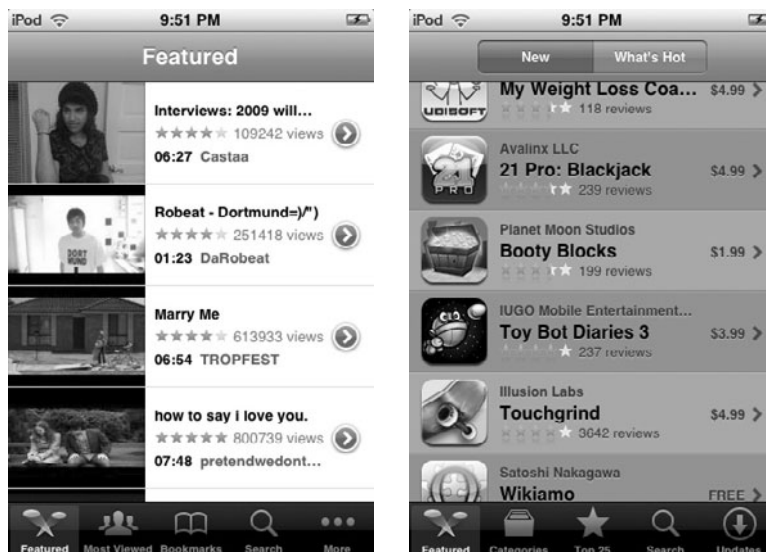 iPod 9:51 PM
Featured
Interviews: 2009 will...
109242 views
06:27 Castaa
Robeat - Dortmund=)/")
251418 views
01:23 DaRobeat
DORT
MUND
Marry Me
613933 views
06:54 TROPFEST
how to say i love you.
800739 views
07:48 pretendwedont...
Featured Most Viewed Bookmarks Search More
iPod 9:51 PM
New What's Hot
UBISOFT
My Weight Loss Coa... $4.99
118 reviews
21
PRO
Avalinx LLC
21 Pro: Blackjack $4.99
239 reviews
Planet Moon Studios
Booty Blocks $1.99
199 reviews
IUGO Mobile Entertainment...
Toy Bot Diaries 3 $3.99
237 reviews
Illusion Labs
Touchgrind $4.99
3642 reviews
Satoshi Nakagawa
Wikiamo FREE
Featured Categories Top 25 Search Updates